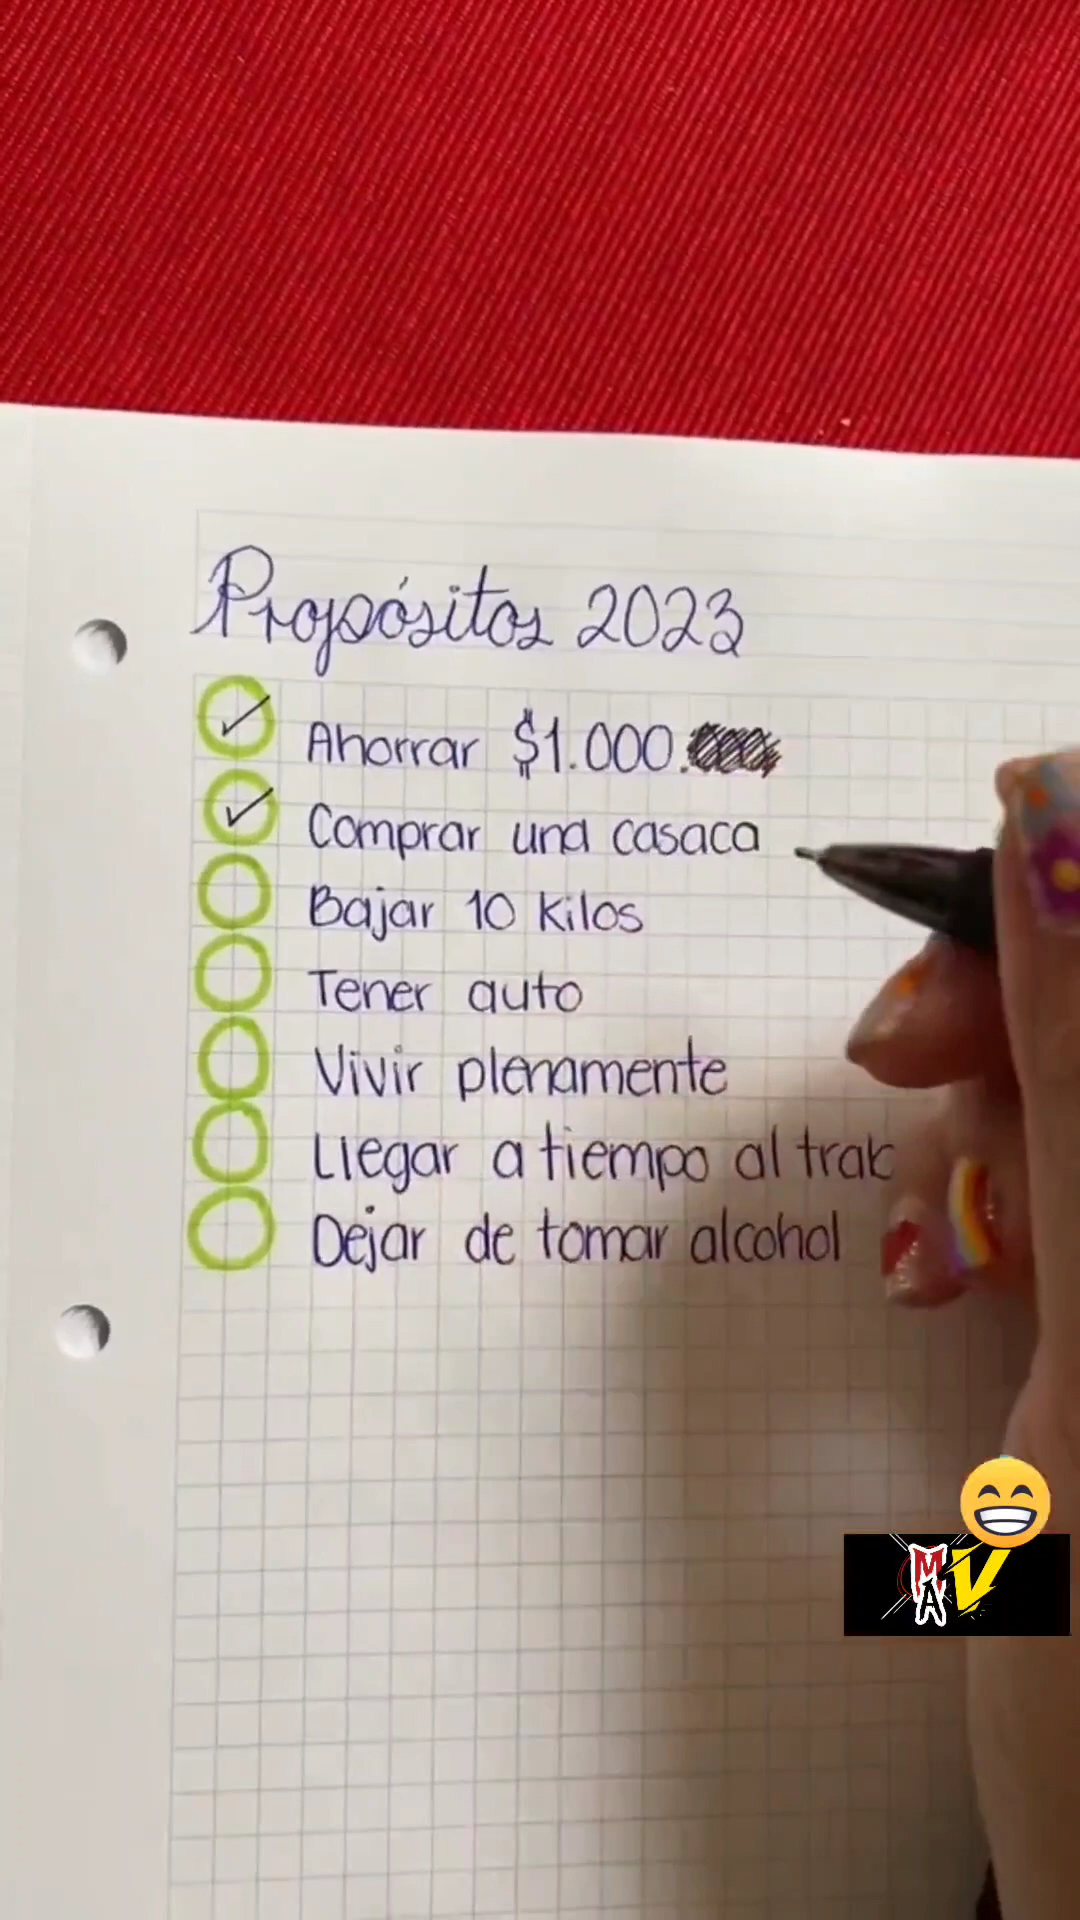 Propósitos 2023
Ahorrar $1.000.
Comprar una casaca
Bajar 10 kilos
Tener auto
Vivir plenamente
Llegar a tiempo al
Dejar de tomar alcohol
MAV